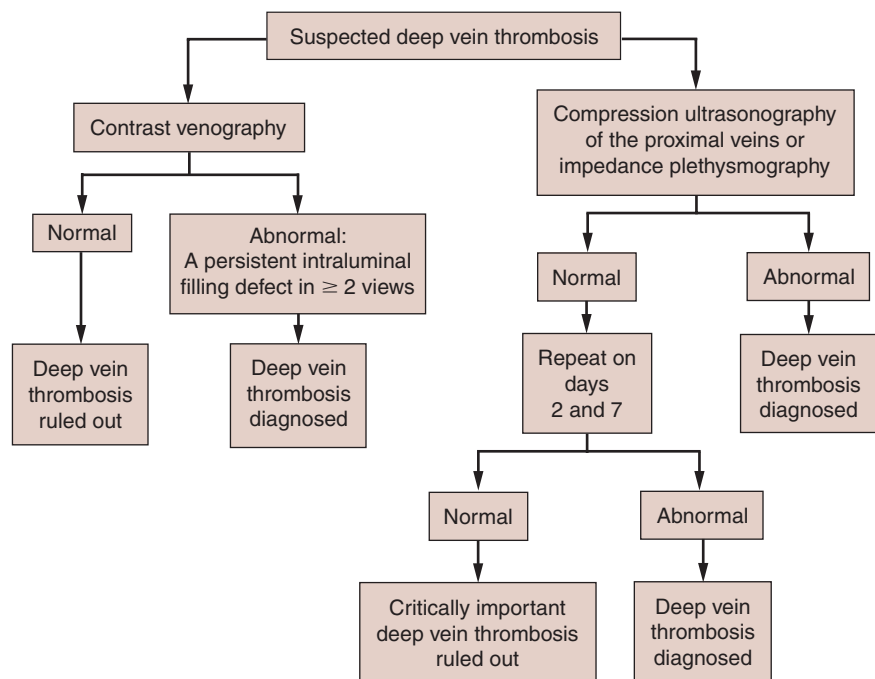 Suspected deep vein thrombosis
Contrast venography
Normal
Abnormal:
A persistent intraluminal
filling defect in ≥ 2 views
Deep vein
thrombosis
ruled out
Deep vein
thrombosis
diagnosed
Compression ultrasonography
of the proximal veins or
impedance plethysmography
Normal
Abnormal
Repeat on
days
2 and 7
Deep vein
thrombosis
diagnosed
Normal
Abnormal
Critically important
deep vein thrombosis
ruled out
Deep vein
thrombosis
diagnosed